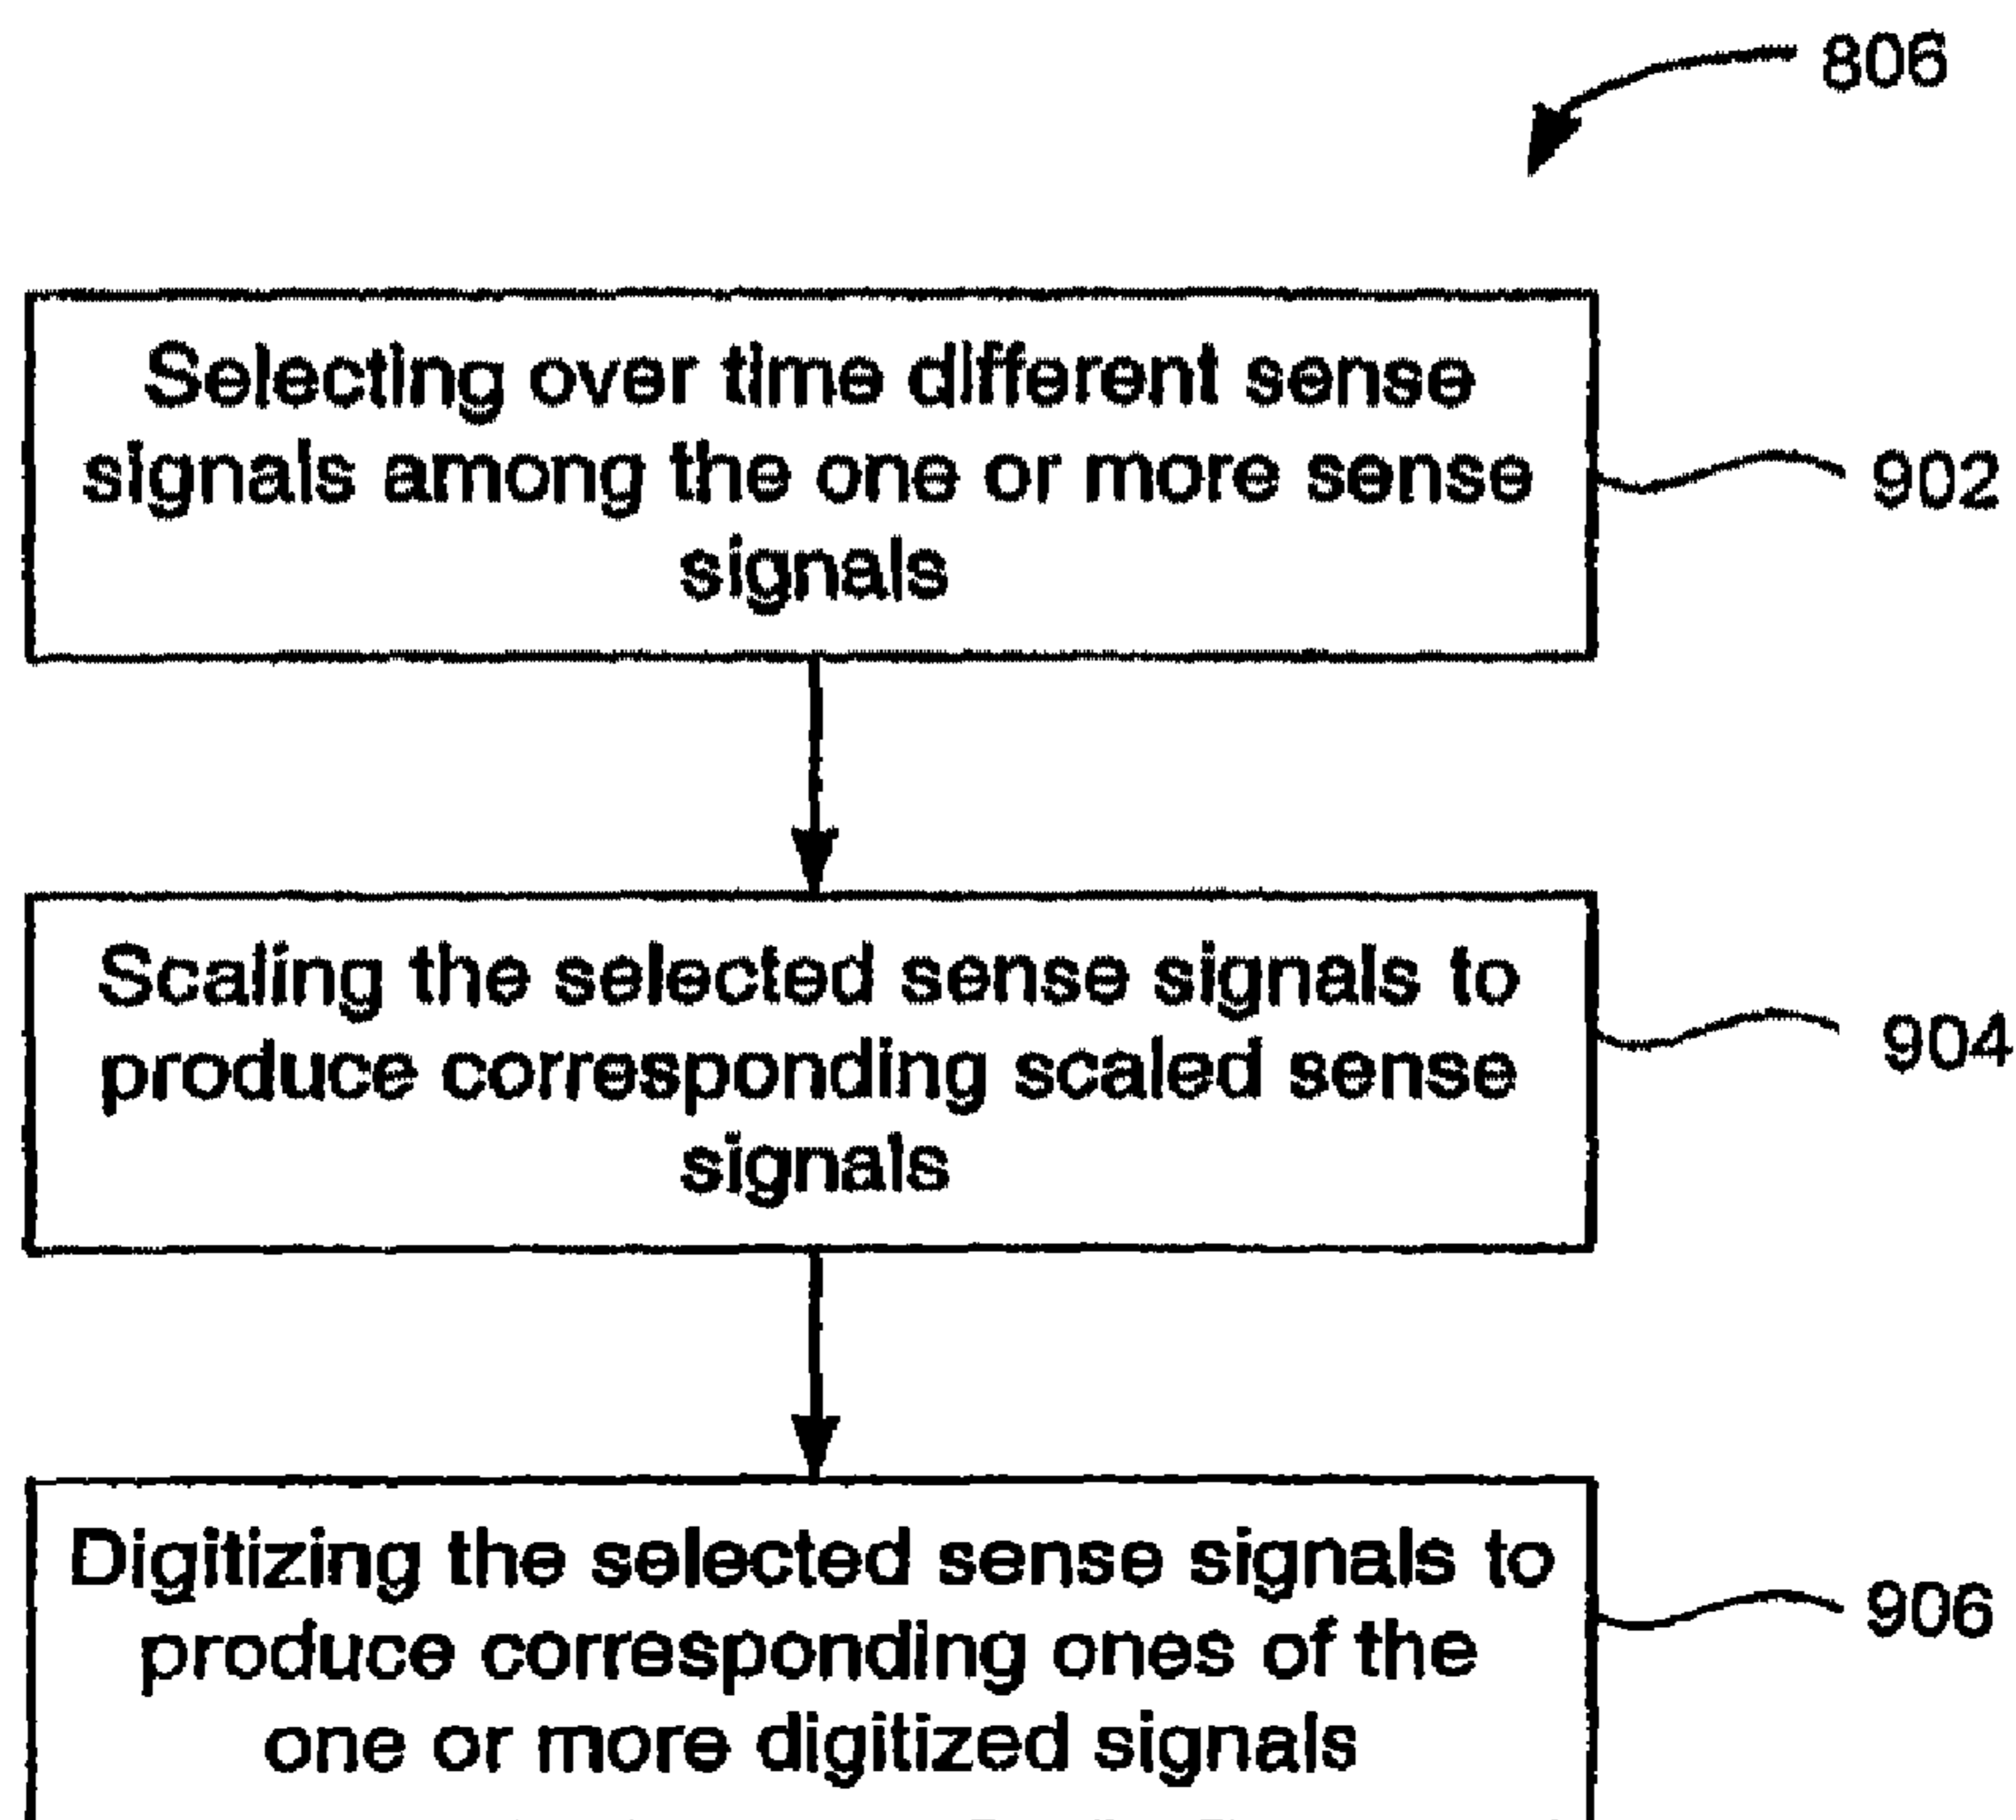 806
Selecting over time different sense
signals among the one or more sense
signals
902
Scaling the selected sense signals to
produce corresponding scaled sense
signals
904
Digitizing the selected sense signals to
produce corresponding ones of the
one or more digitized signals
906